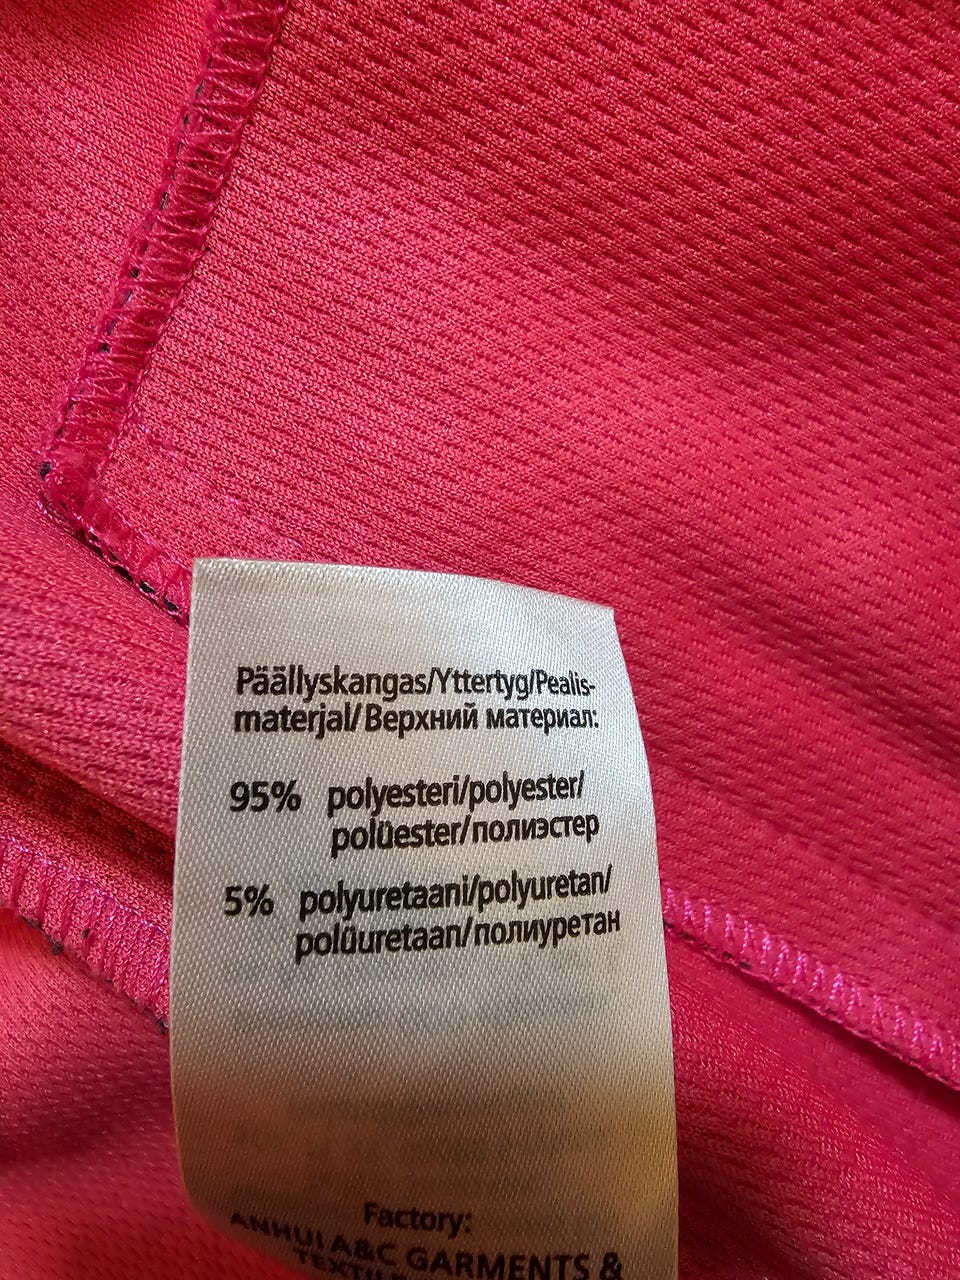 Päällyskangas/Yttertyg/Pealis-
materjal/Верхний материал:
95% polyesteri/polyester/
polüester/полиэстер
5% polyuretaani/polyuretan/
polüuretaan/полиуретан
Factory:
ANHUI A&C GARMENTS &